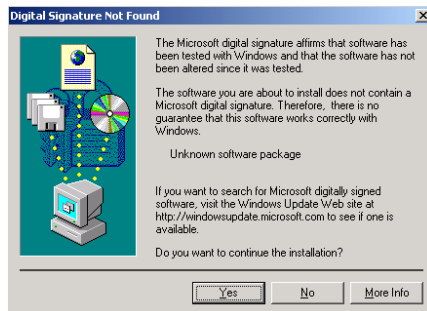 Digital Signature Not Found
The Microsoft digital signature affirms that software has
been tested with Windows and that the software has not
been altered since it was tested.
The software you are about to install does not contain a
Microsoft digital signature. Therefore, there is no
guarantee that this software works correctly with
Windows.
Unknown software package
If you want to search for Microsoft digitally signed
software, visit the Windows Update Web site at
http://windowsupdate.microsoft.com to see if one is
available.
Do you want to continue the installation?
Yes No More Info